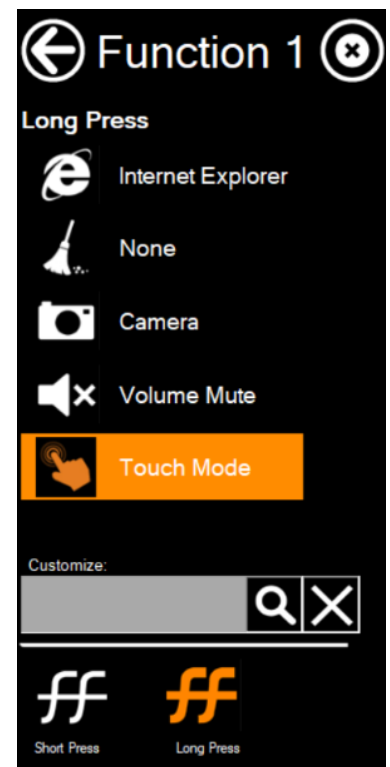 Function 1
Long Press
Internet Explorer
None
Camera
Volume Mute
Touch Mode
Customize:
Short Press Long Press